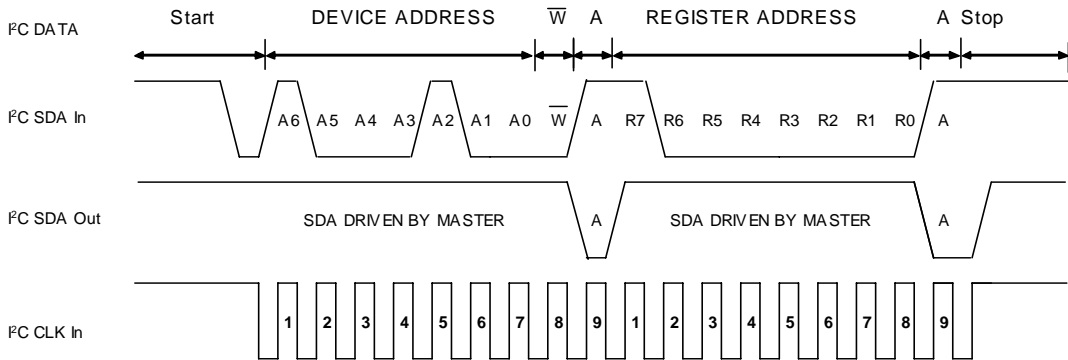 I²C DATA Start DEVICE ADDRESS W̅ A REGISTER ADDRESS A Stop
I²C SDA In A6 A5 A4 A3 A2 A1 A0 W̅ A R7 R6 R5 R4 R3 R2 R1 R0 A
I²C SDA Out SDA DRIVEN BY MASTER A SDA DRIVEN BY MASTER A
I²C CLK In 1 2 3 4 5 6 7 8 9 1 2 3 4 5 6 7 8 9